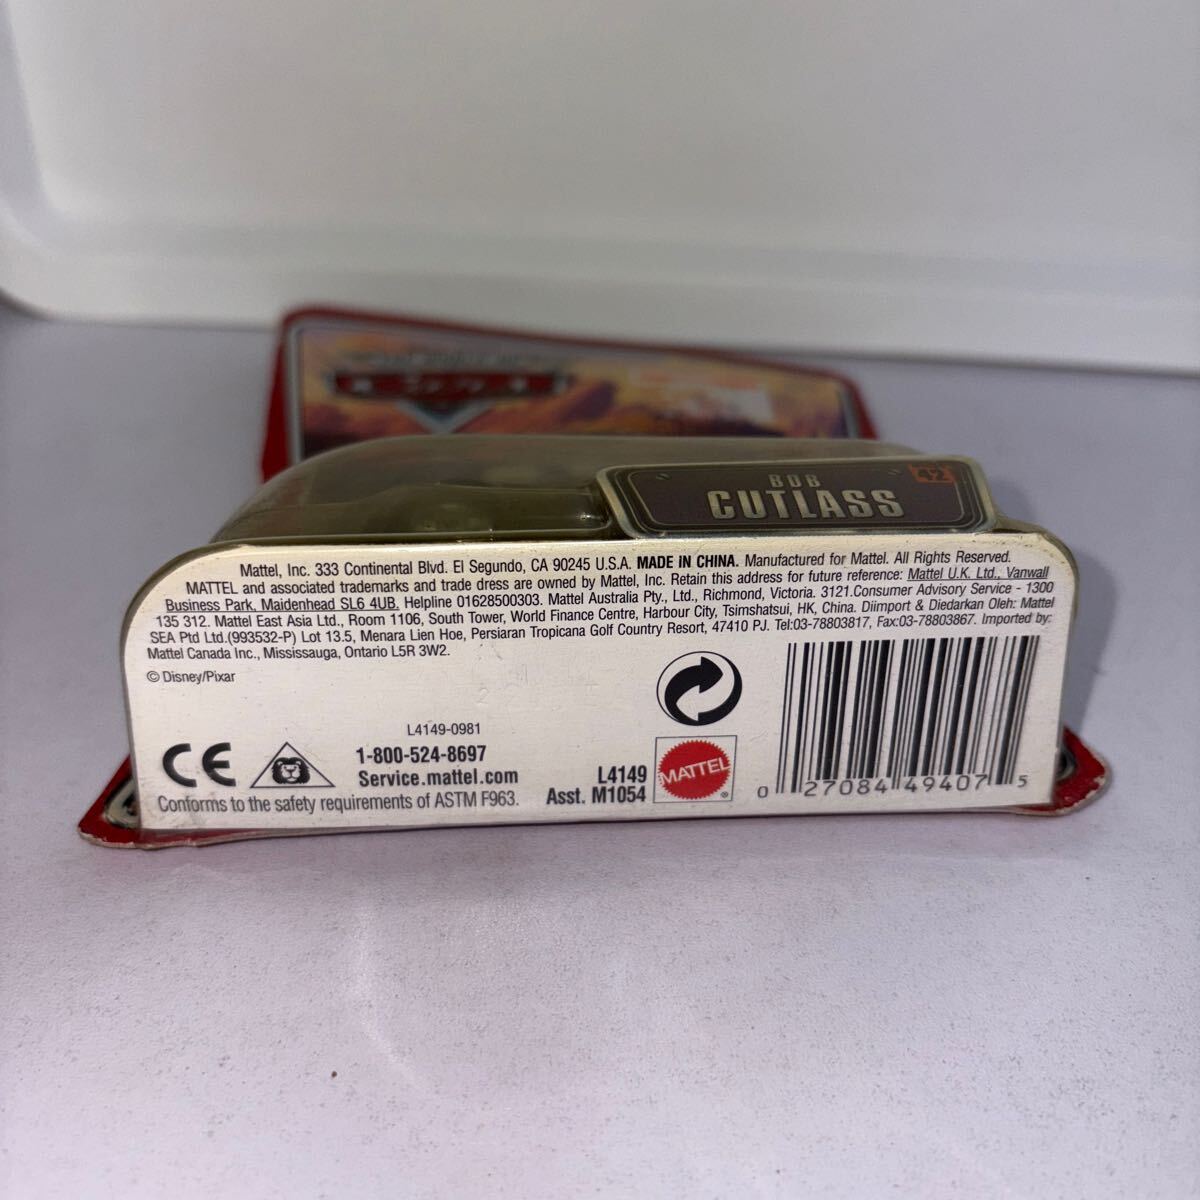 CARS
BOB
CUTLASS
42
Mattel, Inc. 333 Continental Blvd. El Segundo, CA 90245 U.S.A. MADE IN CHINA. Manufactured for Mattel. All Rights Reserved.
MATTEL and associated trademarks and trade dress are owned by Mattel, Inc. Retain this address for future reference: Mattel U.K. Ltd., Vanwall
Business Park, Maidenhead SL6 4UB. Helpline 01628500303. Mattel Australia Pty., Ltd., Richmond, Victoria. 3121.Consumer Advisory Service - 1300
135 312. Mattel East Asia Ltd., Room 1106, South Tower, World Finance Centre, Harbour City, Tsimshatsui, HK, China. Diimport & Diedarkan Oleh: Mattel
SEA Ptd Ltd.(993532-P) Lot 13.5, Menara Lien Hoe, Persiaran Tropicana Golf Country Resort, 47410 PJ. Tel:03-78803817, Fax:03-78803867. Imported by:
Mattel Canada Inc., Mississauga, Ontario L5R 3W2.
© Disney/Pixar
L4149-0981
CE
1-800-524-8697
Service.mattel.com
Conforms to the safety requirements of ASTM F963.
L4149
Asst. M1054
MATTEL
®
0 27084 49407 5